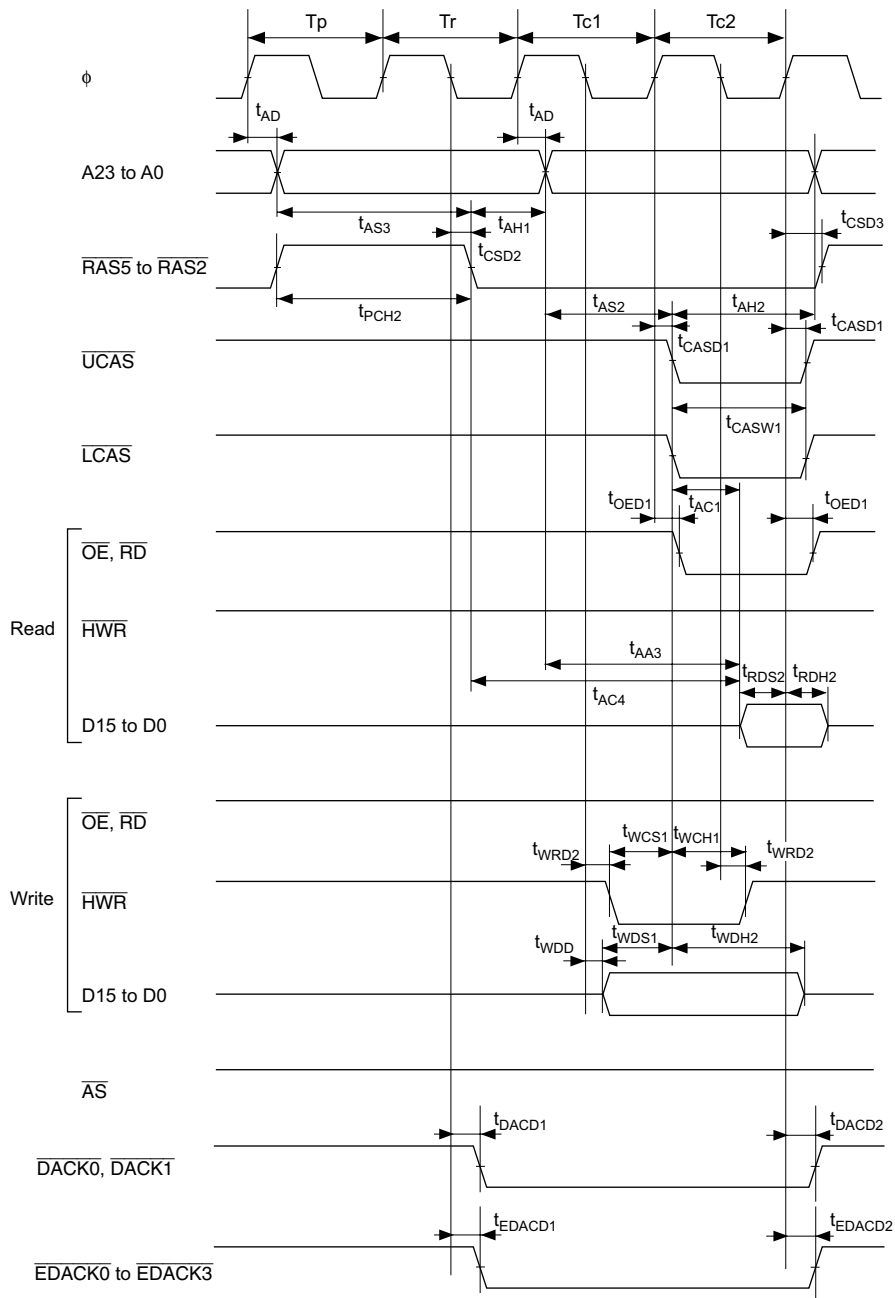 Tp Tr Tc1 Tc2
ϕ
tAD tAD
A23 to A0
tAS3 tAH1 tCSD3
tCSD2
RAS5 to RAS2
tPCH2 tAS2 tAH2
tCASD1 tCASD1
UCAS
tCASW1
LCAS
tOED1 tAC1 tOED1
OE, RD
Read HWR
tAA3
tRDS2 tRDH2
tAC4
D15 to D0
OE, RD
tWCS1 tWCH1
tWRD2 tWRD2
Write HWR
tWDD tWDS1 tWDH2
D15 to D0
AS
tDACD1 tDACD2
DACK0, DACK1
tEDACD1 tEDACD2
EDACK0 to EDACK3